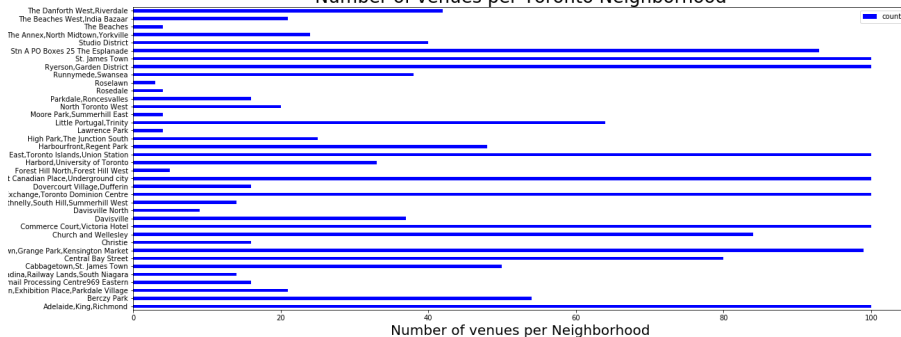 Number of Venues per Toronto Neighborhood
count
The Danforth West,Riverdale
The Beaches West,India Bazaar
The Beaches
The Annex,North Midtown,Yorkville
Studio District
Stn A PO Boxes 25 The Esplanade
St. James Town
Ryerson,Garden District
Runnymede,Swansea
Roselawn
Rosedale
Parkdale,Roncesvalles
North Toronto West
Moore Park,Summerhill East
Little Portugal,Trinity
Lawrence Park
High Park,The Junction South
Harbourfront,Regent Park
East,Toronto Islands,Union Station
Harbord,University of Toronto
Forest Hill North,Forest Hill West
t Canadian Place,Underground city
Dovercourt Village,Dufferin
xchange,Toronto Dominion Centre
hnelly,South Hill,Summerhill West
Davisville North
Davisville
Commerce Court,Victoria Hotel
Church and Wellesley
Christie
vn,Grange Park,Kensington Market
Central Bay Street
Cabbagetown,St. James Town
idina,Railway Lands,South Niagara
mail Processing Centre969 Eastern
n,Exhibition Place,Parkdale Village
Berczy Park
Adelaide,King,Richmond
0 20 40 60 80 100
Number of venues per Neighborhood